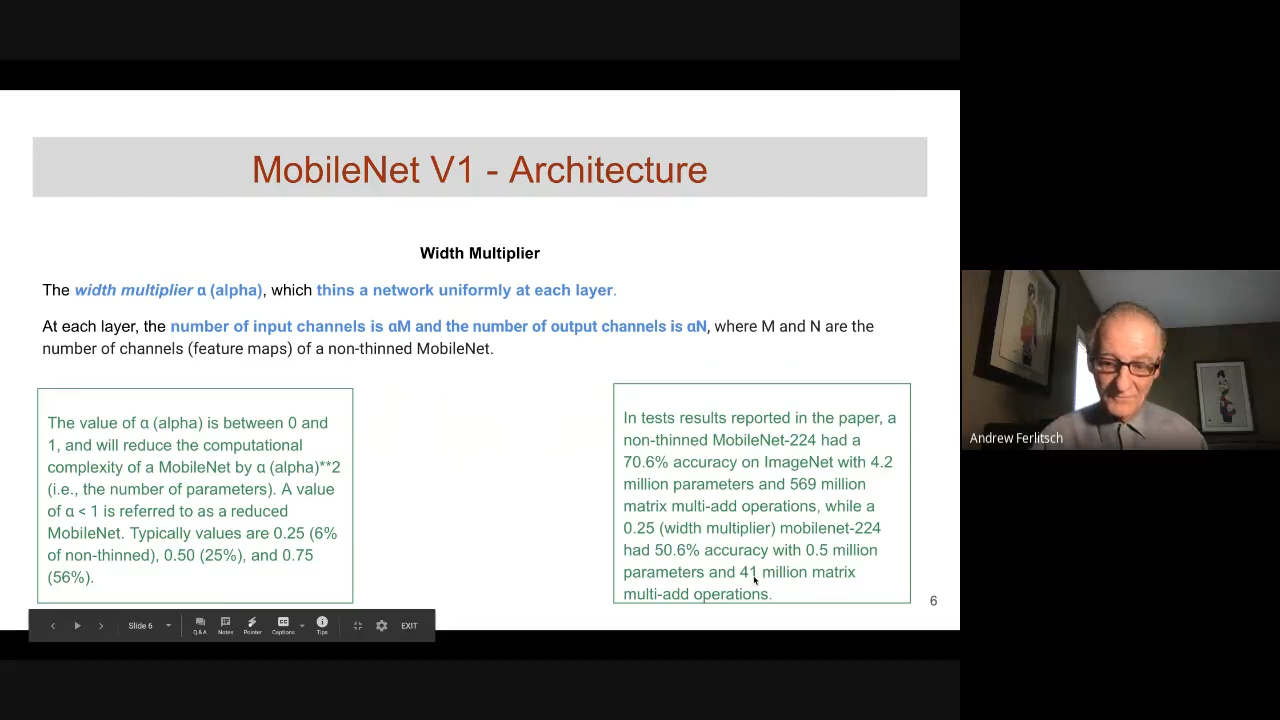 MobileNet V1 - Architecture
Width Multiplier
The width multiplier α (alpha), which thins a network uniformly at each layer.
At each layer, the number of input channels is αM and the number of output channels is αN, where M and N are the
number of channels (feature maps) of a non-thinned MobileNet.
The value of α (alpha) is between 0 and
1, and will reduce the computational
complexity of a MobileNet by α (alpha)**2
(i.e., the number of parameters). A value
of α < 1 is referred to as a reduced
MobileNet. Typically values are 0.25 (6%
of non-thinned), 0.50 (25%), and 0.75
(56%).
In tests results reported in the paper, a
non-thinned MobileNet-224 had a
70.6% accuracy on ImageNet with 4.2
million parameters and 569 million
matrix multi-add operations, while a
0.25 (width multiplier) mobilenet-224
had 50.6% accuracy with 0.5 million
parameters and 41 million matrix
multi-add operations.
6
Slide 6
Q&A
Notes
Pointer
Captions
Tips
EXIT
Andrew Ferlitsch